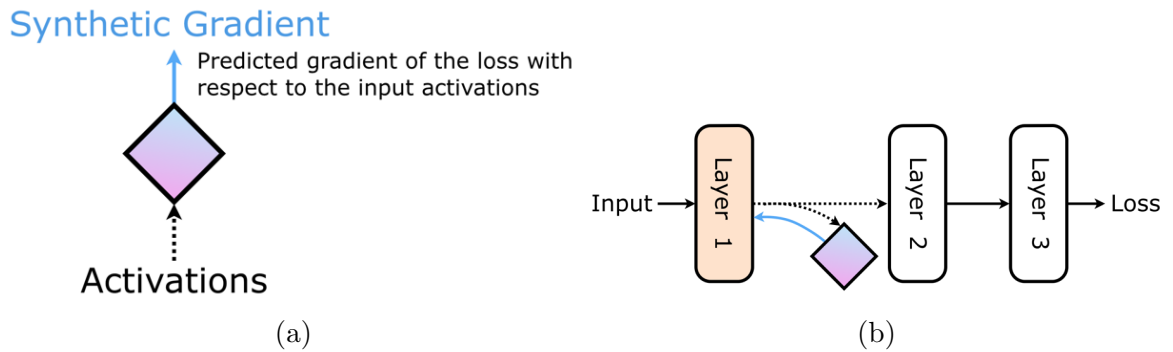 Synthetic Gradient
Predicted gradient of the loss with
respect to the input activations
Activations
(a)
Input
Layer 1
Layer 2
Layer 3
Loss
(b)